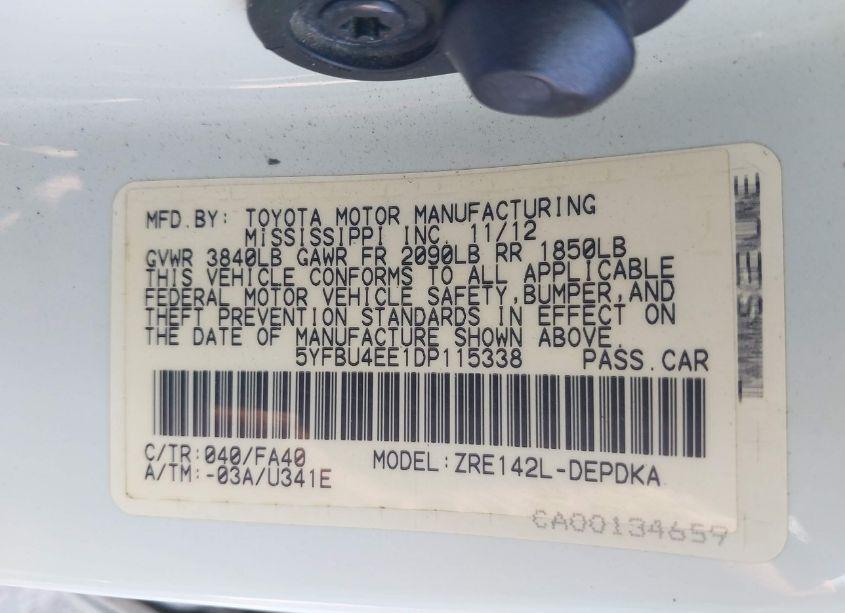 MFD.BY: TOYOTA MOTOR MANUFACTURING
MISSISSIPPI INC. 11/12
GVWR 3840LB GAWR FR 2090LB RR 1850LB
THIS VEHICLE CONFORMS TO ALL APPLICABLE
FEDERAL MOTOR VEHICLE SAFETY,BUMPER,AND
THEFT PREVENTION STANDARDS IN EFFECT ON
THE DATE OF MANUFACTURE SHOWN ABOVE.
5YFBU4EE1DP115338 PASS.CAR
C/TR:040/FA40 MODEL:ZRE142L-DEPDKA
A/TM:-03A/U341E
CA00134659